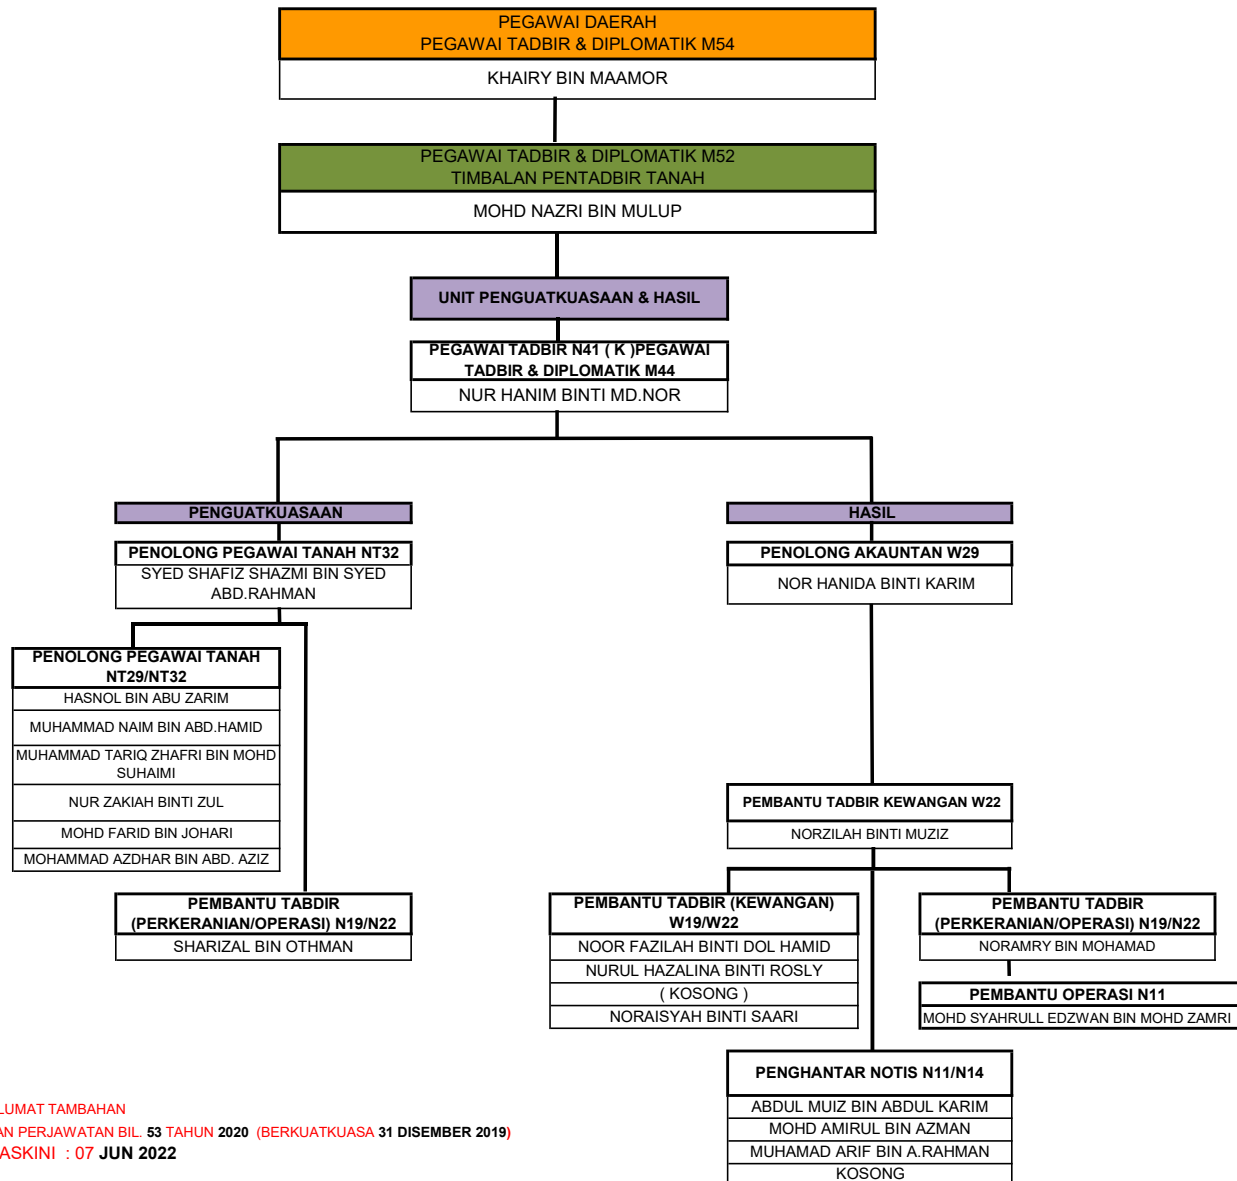 PEGAWAI DAERAH
PEGAWAI TADBIR & DIPLOMATIK M54
KHAIRY BIN MAAMOR
PEGAWAI TADBIR & DIPLOMATIK M52
TIMBALAN PENTADBIR TANAH
MOHD NAZRI BIN MULUP
UNIT PENGUATKUASAAN & HASIL
PEGAWAI TADBIR N41 ( K )PEGAWAI
TADBIR & DIPLOMATIK M44
NUR HANIM BINTI MD.NOR
PENGUATKUASAAN
PENOLONG PEGAWAI TANAH NT32
SYED SHAFIZ SHAZMI BIN SYED
ABD.RAHMAN
PENOLONG PEGAWAI TANAH
NT29/NT32
HASNOL BIN ABU ZARIM
MUHAMMAD NAIM BIN ABD.HAMID
MUHAMMAD TARIQ ZHAFRI BIN MOHD
SUHAIMI
NUR ZAKIAH BINTI ZUL
MOHD FARID BIN JOHARI
MOHAMMAD AZDHAR BIN ABD. AZIZ
PEMBANTU TABDIR
(PERKERANIAN/OPERASI) N19/N22
SHARIZAL BIN OTHMAN
HASIL
PENOLONG AKAUNTAN W29
NOR HANIDA BINTI KARIM
PEMBANTU TADBIR KEWANGAN W22
NORZILAH BINTI MUZIZ
PEMBANTU TADBIR (KEWANGAN)
W19/W22
NOOR FAZILAH BINTI DOL HAMID
NURUL HAZALINA BINTI ROSLY
( KOSONG )
NORAISYAH BINTI SAARI
PEMBANTU TADBIR
(PERKERANIAN/OPERASI) N19/N22
NORAMRY BIN MOHAMAD
PEMBANTU OPERASI N11
MOHD SYAHRULL EDZWAN BIN MOHD ZAMRI
PENGHANTAR NOTIS N11/N14
ABDUL MUIZ BIN ABDUL KARIM
MOHD AMIRUL BIN AZMAN
MUHAMAD ARIF BIN A.RAHMAN
KOSONG
LUMAT TAMBAHAN
AN PERJAWATAN BIL. 53 TAHUN 2020 (BERKUATKUASA 31 DISEMBER 2019)
ASKINI : 07 JUN 2022